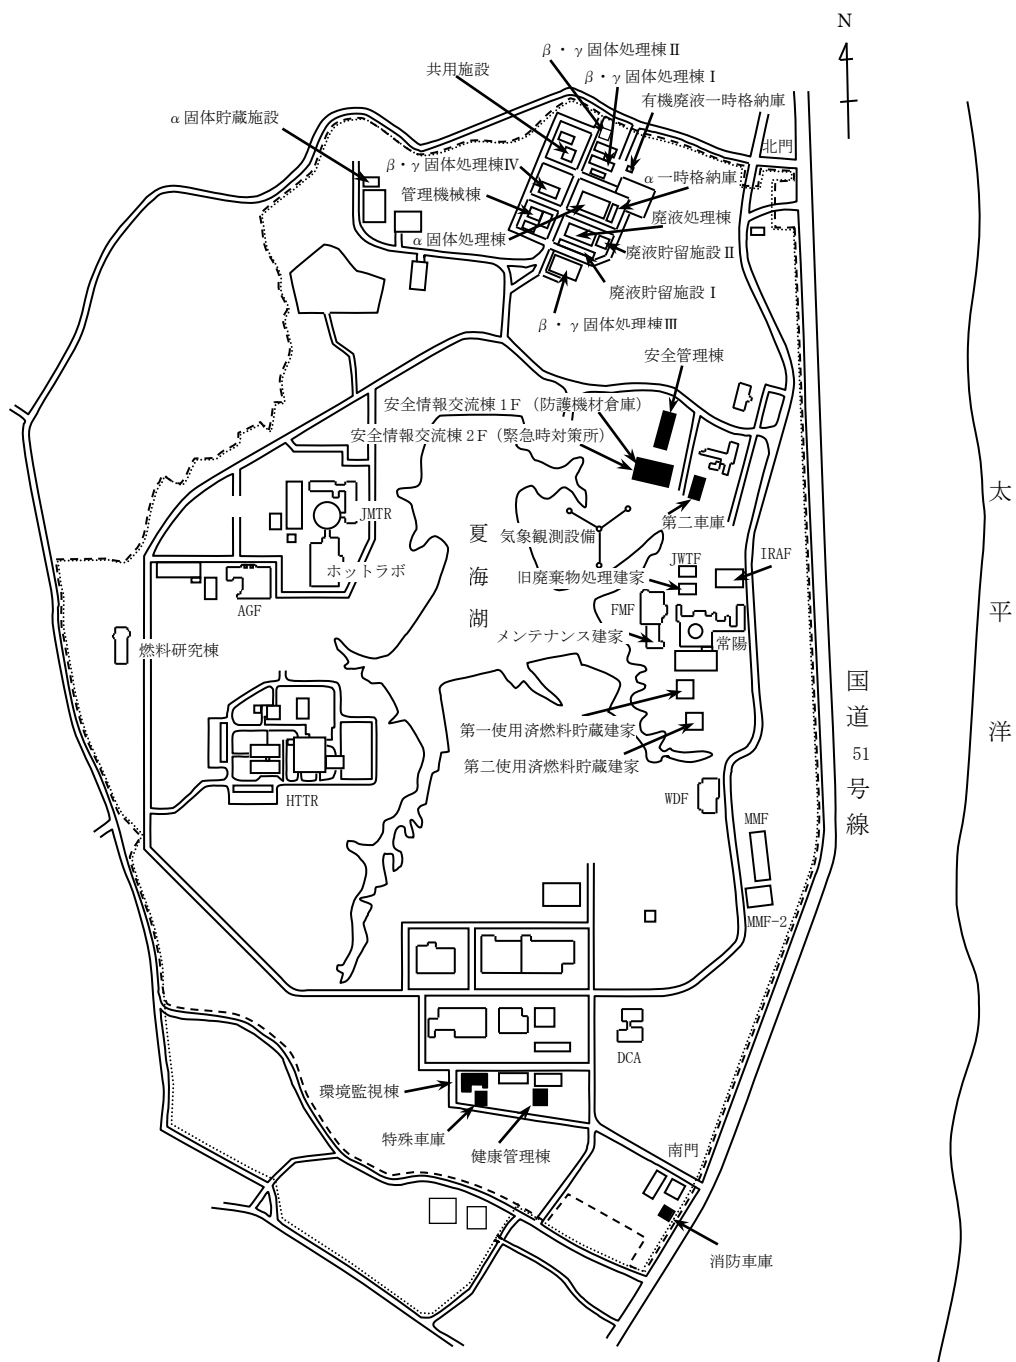 N
β・γ固体処理棟Ⅱ
共用施設
β・γ固体処理棟Ⅰ
有機廃液一時格納庫
α固体貯蔵施設
北門
β・γ固体処理棟Ⅳ
α一時格納庫
管理機械棟
廃液処理棟
α固体処理棟
廃液貯留施設Ⅱ
廃液貯留施設Ⅰ
β・γ固体処理棟Ⅲ
安全管理棟
安全情報交流棟1F（防護機材倉庫）
安全情報交流棟2F（緊急時対策所）
JMTR
夏海湖
気象観測設備
第二車庫
太平洋
ホットラボ
JWTF
IRAF
旧廃棄物処理建家
AGF
FMF
メンテナンス建家
常陽
燃料研究棟
国道51号線
第一使用済燃料貯蔵建家
第二使用済燃料貯蔵建家
HTTR
WDF
MMF
MMF-2
DCA
環境監視棟
特殊車庫
健康管理棟
南門
消防車庫